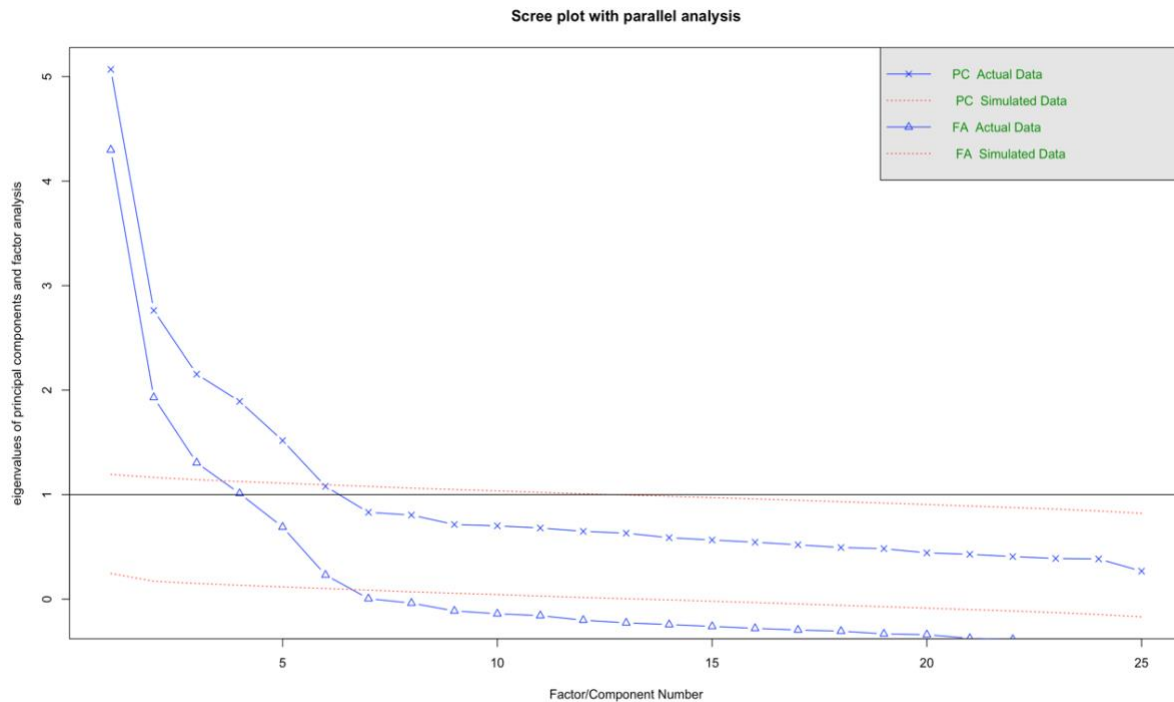 Scree plot with parallel analysis
PC Actual Data
PC Simulated Data
FA Actual Data
FA Simulated Data
eigenvalues of principal components and factor analysis
5
4
3
2
1
0
5
10
15
20
25
Factor/Component Number